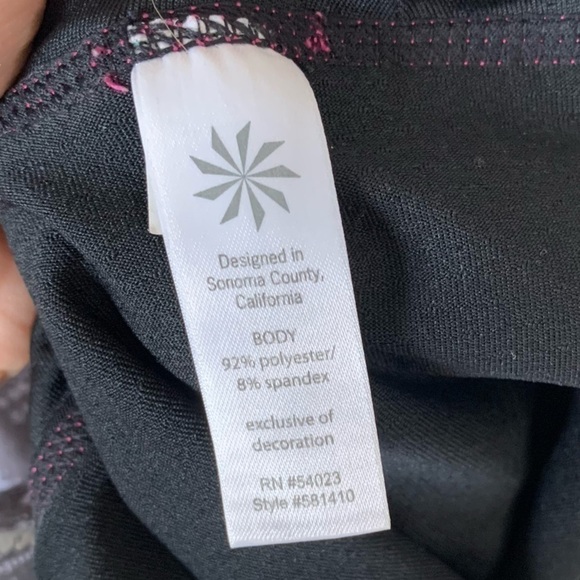 Designed in
Sonoma County,
California
BODY
92% polyester/
8% spandex
exclusive of
decoration
RN #54023
Style #581410